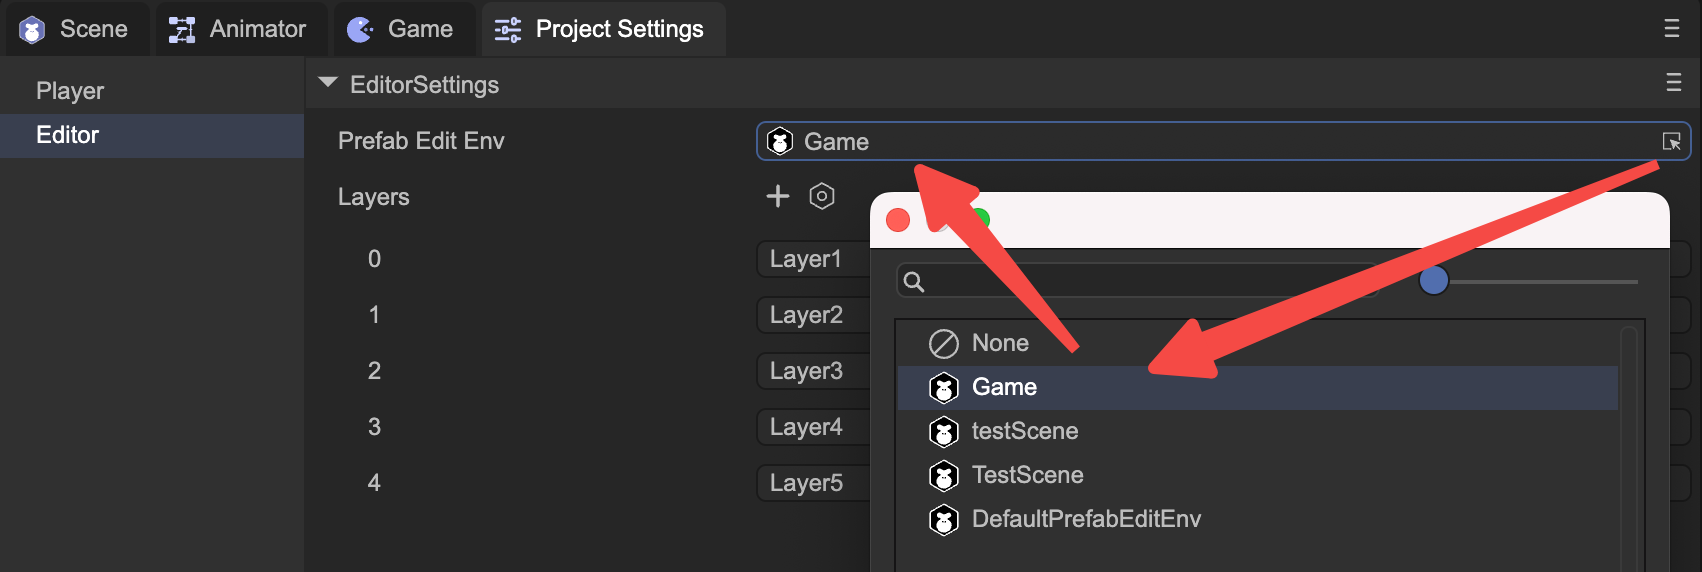 Scene Animator Game Project Settings
Player
Editor
EditorSettings
Prefab Edit Env Game
Layers
0 Layer1
1 Layer2
2 Layer3
3 Layer4
4 Layer5
None
Game
testScene
TestScene
DefaultPrefabEditEnv